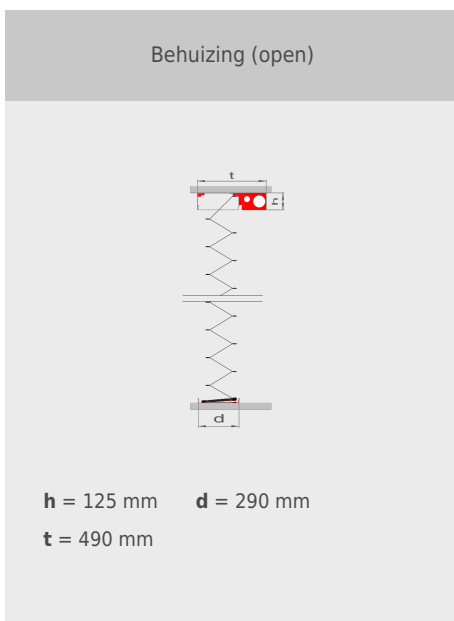 Behuizing (open)
t
h
d
h = 125 mm d = 290 mm
t = 490 mm